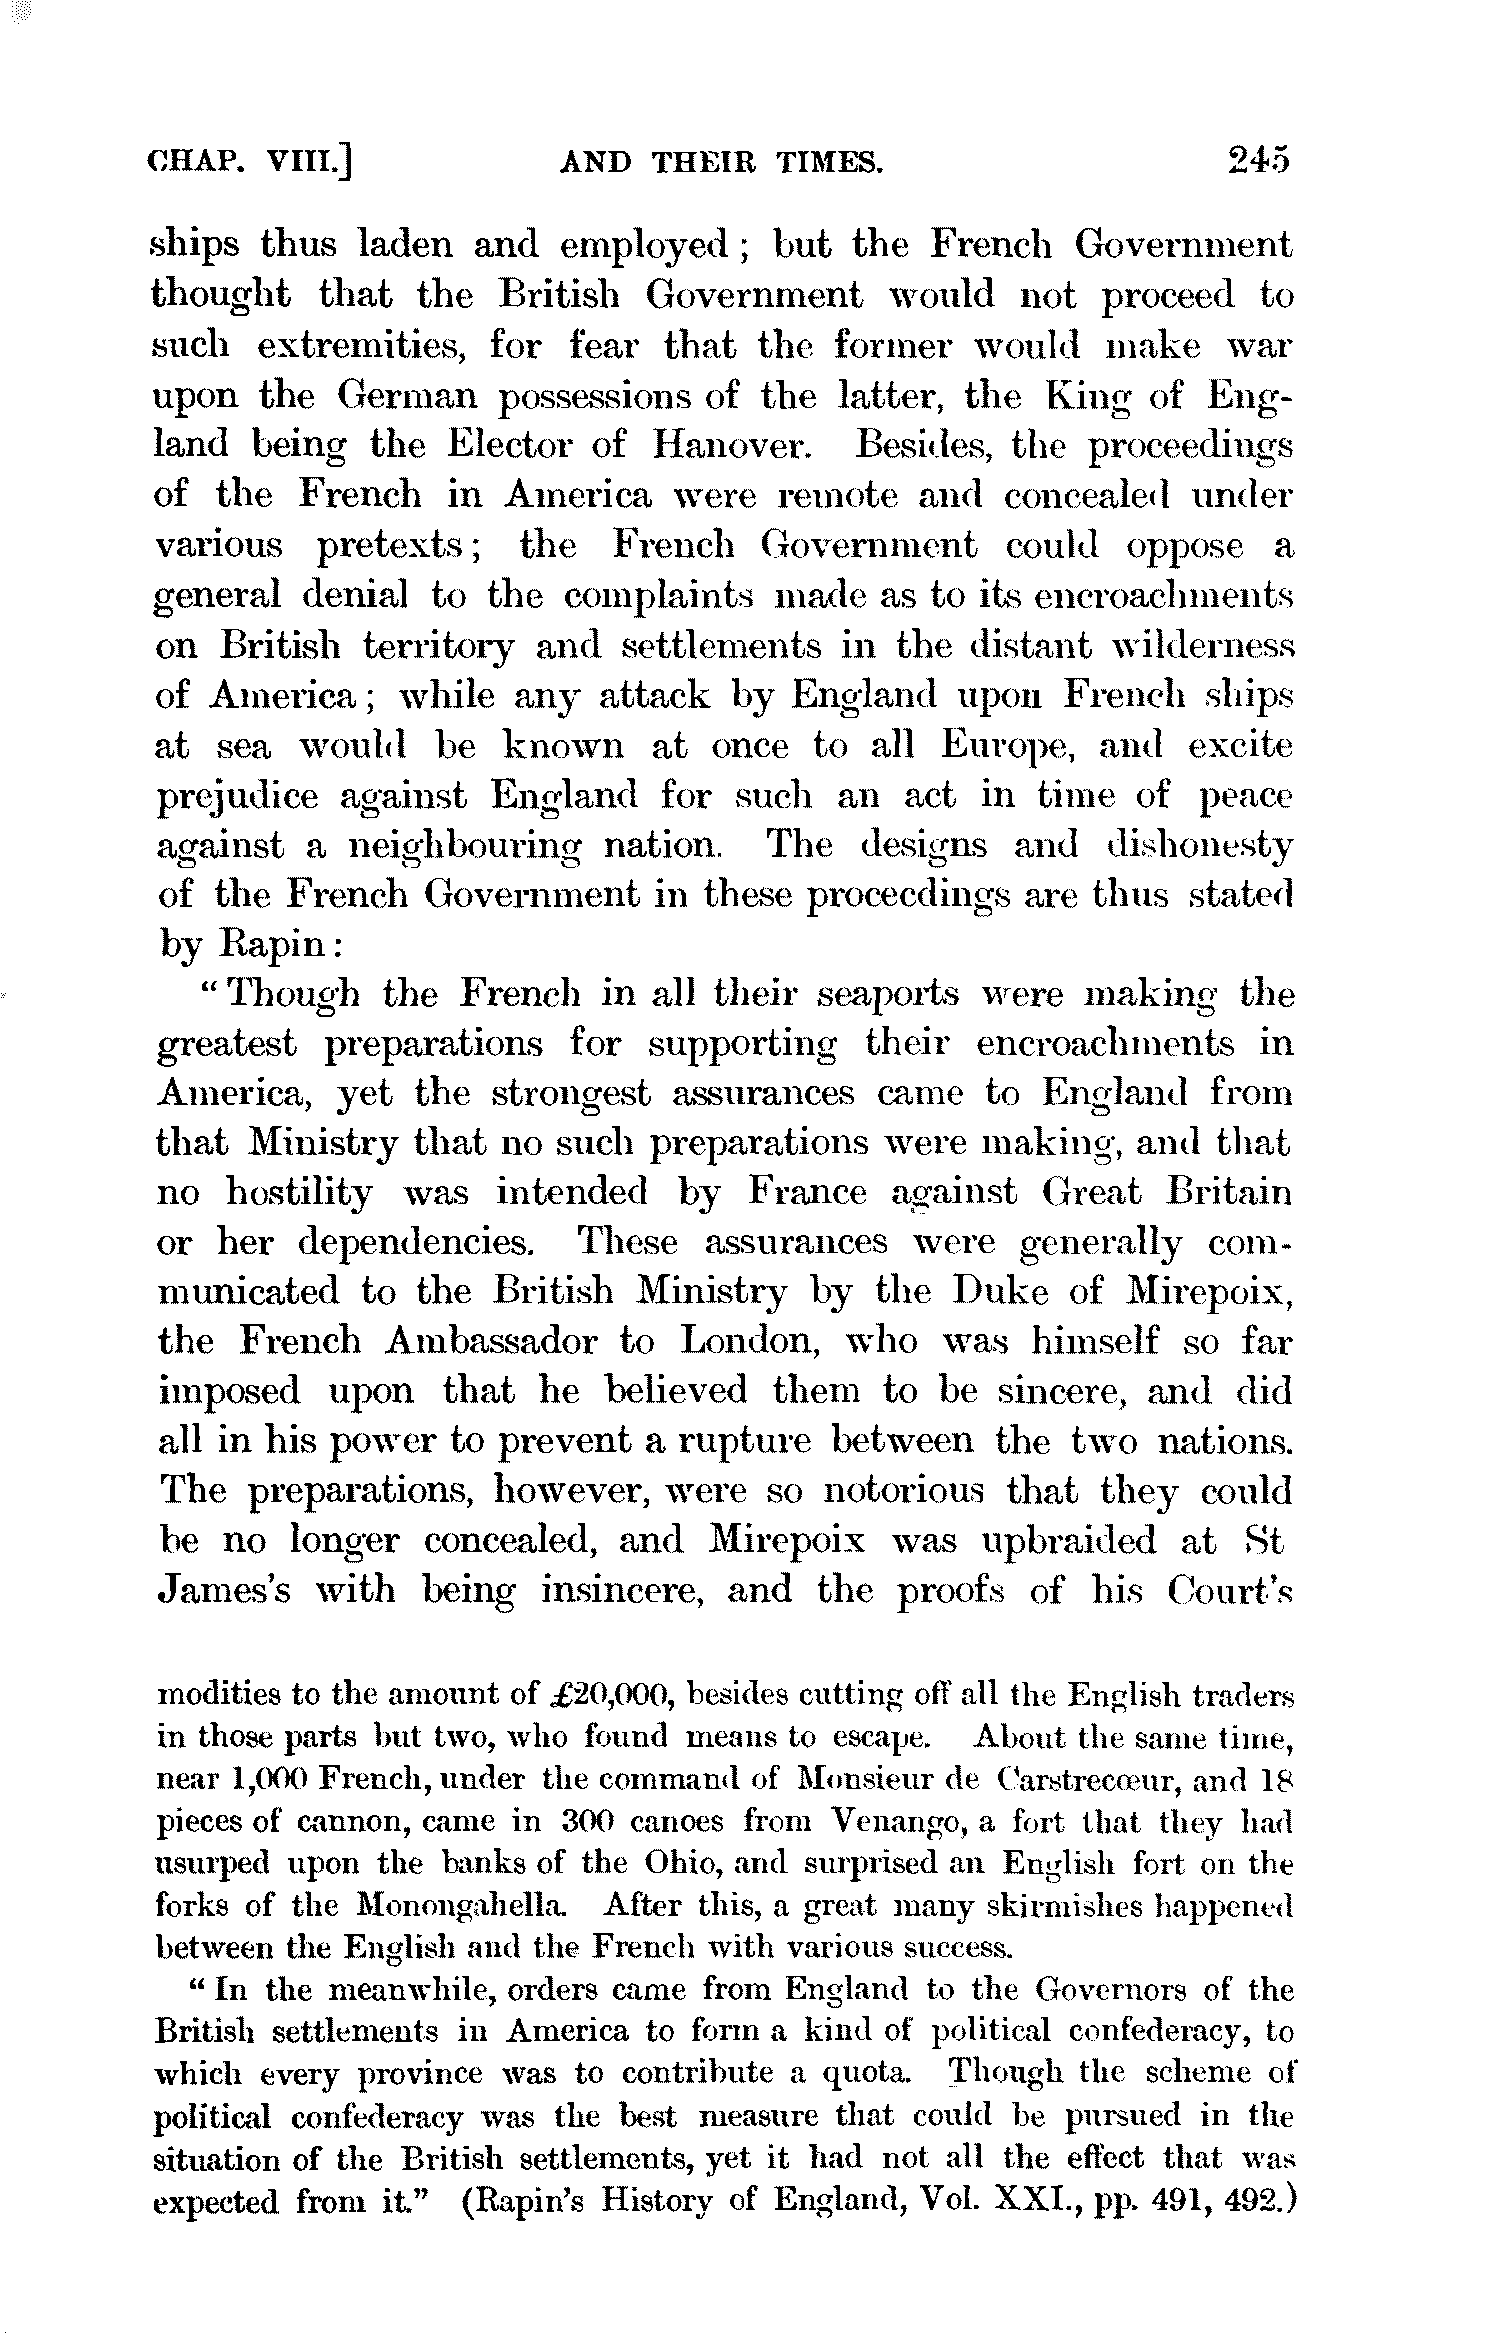 CHAP. VIII.] AND THEIR TIMES. 245
ships thus laden and employed; but the French Government
thought that the British Government would not proceed to
such extremities, for fear that the former would make war
upon the German possessions of the latter, the King of Eng-
land being the Elector of Hanover. Besides, the proceedings
of the French in America were remote and concealed under
various pretexts; the French Government could oppose a
general denial to the complaints made as to its encroachments
on British territory and settlements in the distant wilderness
of America; while any attack by England upon French ships
at sea would be known at once to all Europe, and excite
prejudice against England for such an act in time of peace
against a neighbouring nation. The designs and dishonesty
of the French Government in these proceedings are thus stated
by Rapin:
"Though the French in all their seaports were making the
greatest preparations for supporting their encroachments in
America, yet the strongest assurances came to England from
that Ministry that no such preparations were making, and that
no hostility was intended by France against Great Britain
or her dependencies. These assurances were generally com-
municated to the British Ministry by the Duke of Mirepoix,
the French Ambassador to London, who was himself so far
imposed upon that he believed them to be sincere, and did
all in his power to prevent a rupture between the two nations.
The preparations, however, were so notorious that they could
be no longer concealed, and Mirepoix was upbraided at St
James's with being insincere, and the proofs of his Court's
modities to the amount of £20,000, besides cutting off all the English traders
in those parts but two, who found means to escape. About the same time,
near 1,000 French, under the command of Monsieur de Carstrecœur, and 18
pieces of cannon, came in 300 canoes from Venango, a fort that they had
usurped upon the banks of the Ohio, and surprised an English fort on the
forks of the Monongahella. After this, a great many skirmishes happened
between the English and the French with various success.
"In the meanwhile, orders came from England to the Governors of the
British settlements in America to form a kind of political confederacy, to
which every province was to contribute a quota. Though the scheme of
political confederacy was the best measure that could be pursued in the
situation of the British settlements, yet it had not all the effect that was
expected from it." (Rapin's History of England, Vol. XXI., pp. 491, 492.)